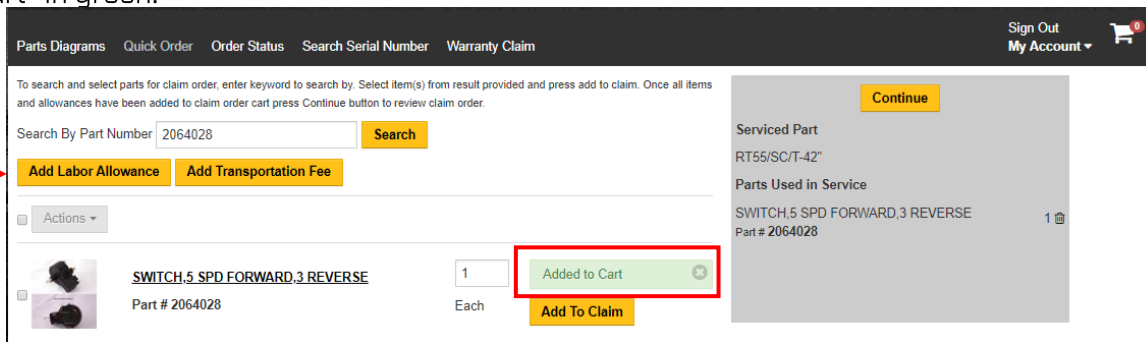 in green.
Sign Out
Parts Diagrams Quick Order Order Status Search Serial Number Warranty Claim
My Account
0
To search and select parts for claim order, enter keyword to search by. Select item(s) from result provided and press add to claim. Once all items
and allowances have been added to claim order cart press Continue button to review claim order.
Search By Part Number 2064028 Search
Add Labor Allowance Add Transportation Fee
Actions
SWITCH,5 SPD FORWARD,3 REVERSE 1 Added to Cart
Part # 2064028 Each Add To Claim
Continue
Serviced Part
RT55/SC/T-42"
Parts Used in Service
SWITCH,5 SPD FORWARD,3 REVERSE 1
Part # 2064028